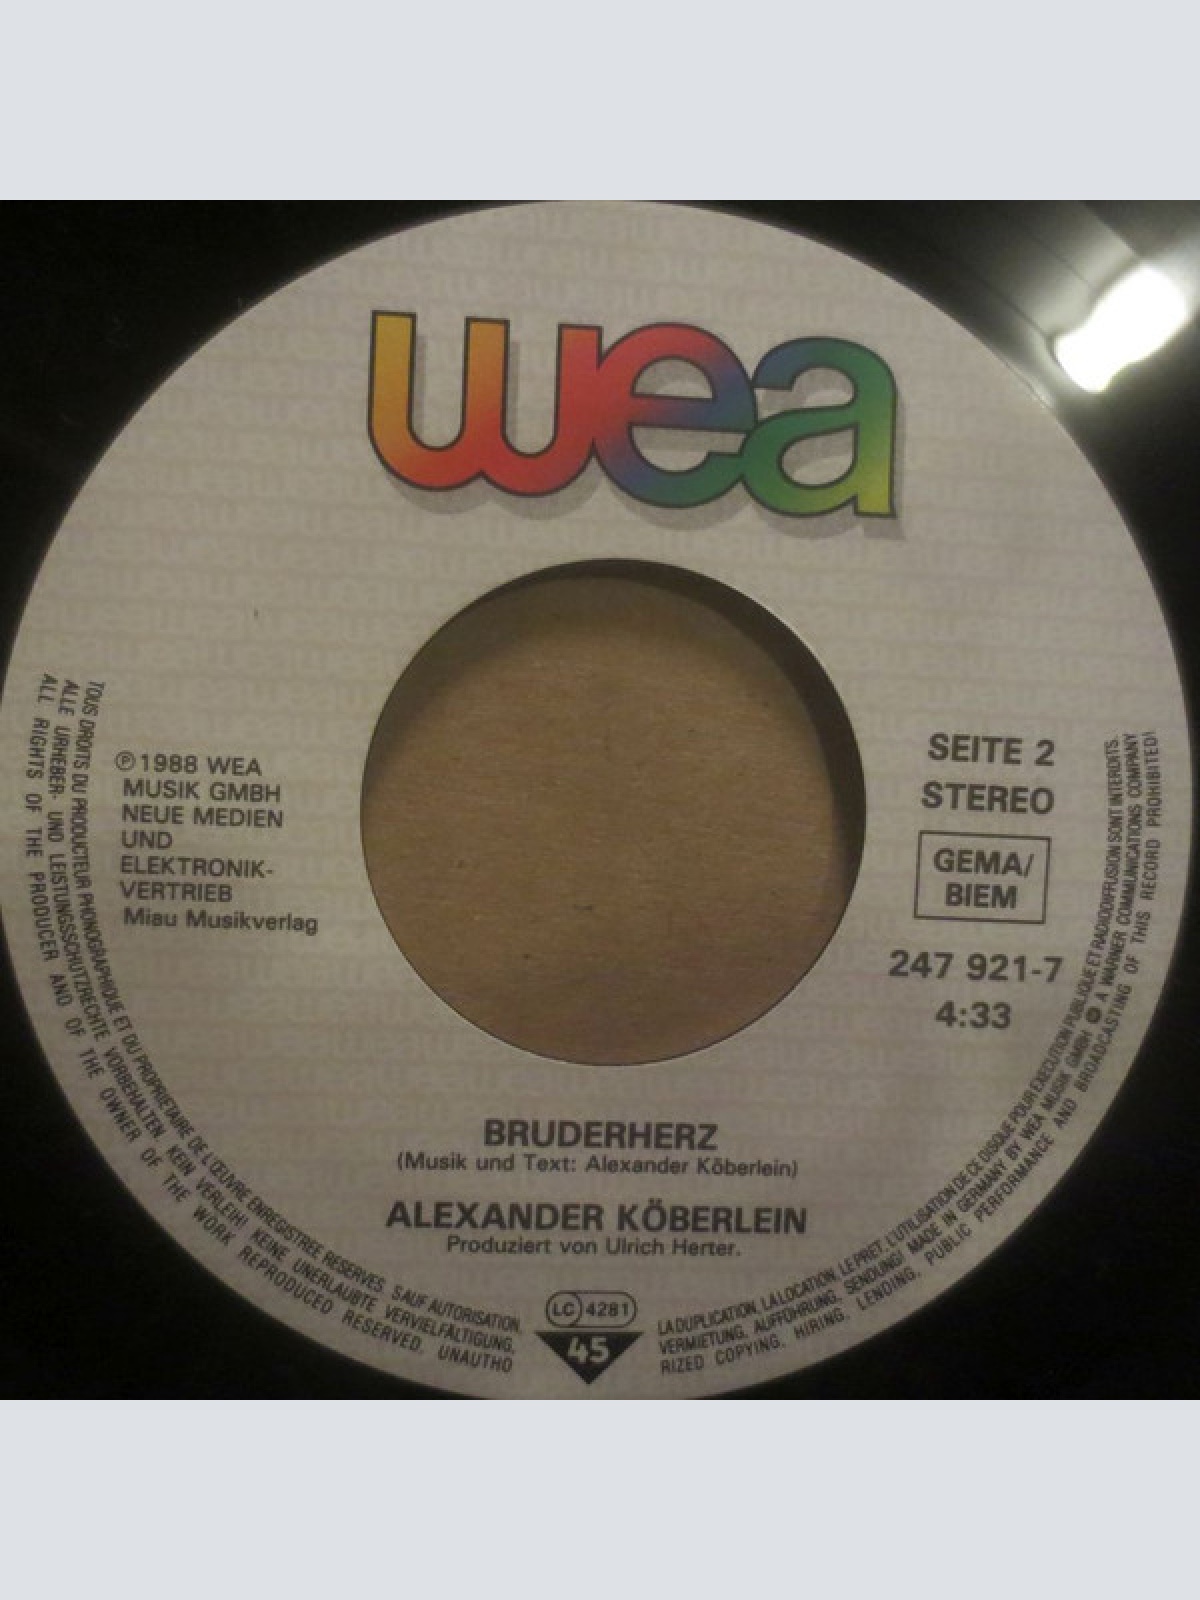 wea
℗ 1988 WEA
MUSIK GMBH
NEUE MEDIEN
UND
ELEKTRONIK-
VERTRIEB
Miau Musikverlag
SEITE 2
STEREO
GEMA/
BIEM
247 921-7
4:33
BRUDERHERZ
(Musik und Text: Alexander Köberlein)
ALEXANDER KÖBERLEIN
Produziert von Ulrich Herter.
LC 4281
45
TOUS DROITS DU PRODUCTEUR PHONOGRAPHIQUE ET DU PROPRIETAIRE DE L'ŒUVRE ENREGISTREE RESERVES. SAUF AUTORISATION, LA DUPLICATION, LA LOCATION, LE PRET, L'UTILISATION DE CE DISQUE POUR EXECUTION PUBLIQUE ET RADIODIFFUSION SONT INTERDITS.
ALLE URHEBER- UND LEISTUNGSSCHUTZRECHTE VORBEHALTEN. KEIN VERLEIH! KEINE UNERLAUBTE VERVIELFÄLTIGUNG, VERMIETUNG, AUFFÜHRUNG, SENDUNG! MADE IN GERMANY BY WEA MUSIK GMBH A WARNER COMMUNICATIONS COMPANY
ALL RIGHTS OF THE PRODUCER AND OF THE OWNER OF THE WORK REPRODUCED RESERVED. UNAUTHORIZED COPYING, HIRING, LENDING, PUBLIC PERFORMANCE AND BROADCASTING OF THIS RECORD PROHIBITED!